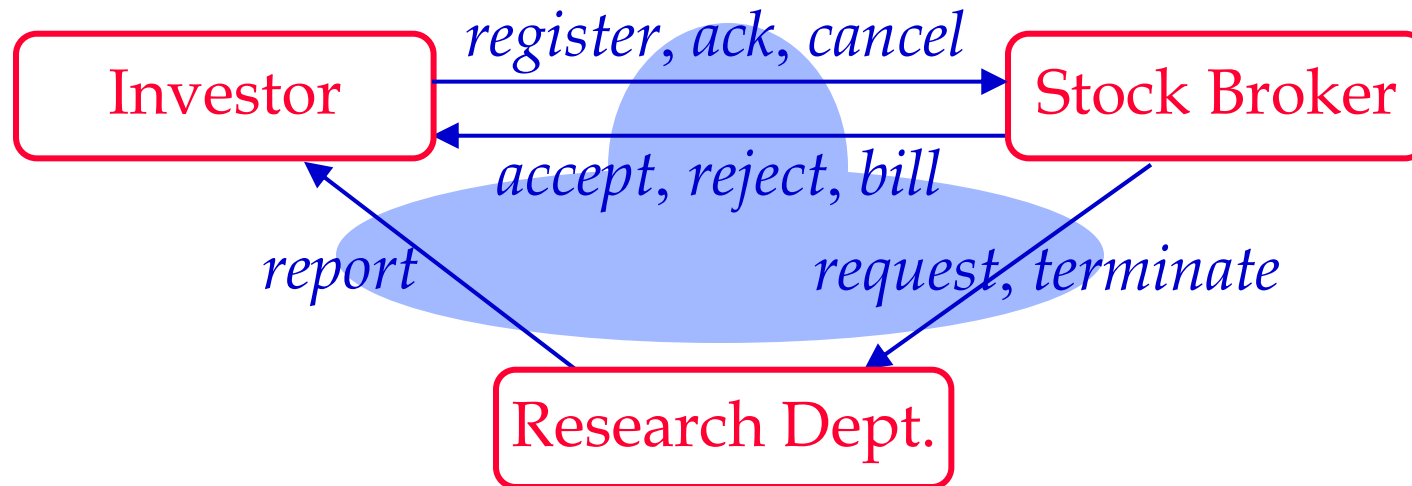 register, ack, cancel
Investor
Stock Broker
accept, reject, bill
report
request, terminate
Research Dept.